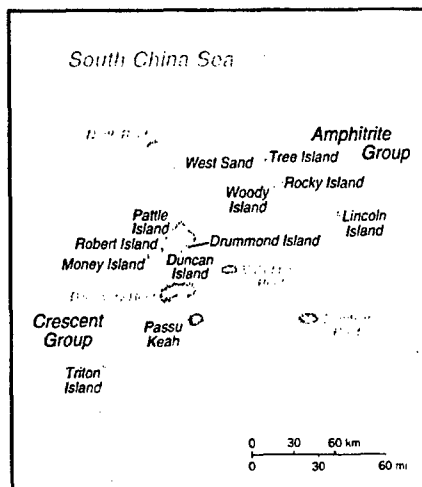 South China Sea
Amphitrite
Group
West Sand
Tree Island
Rocky Island
Woody
Island
Lincoln
Island
Pattle
Island
Robert Island
Drummond Island
Money Island
Duncan
Island
Crescent
Group
Passu
Keah
Triton
Island
0 30 60 km
0 30 60 mi